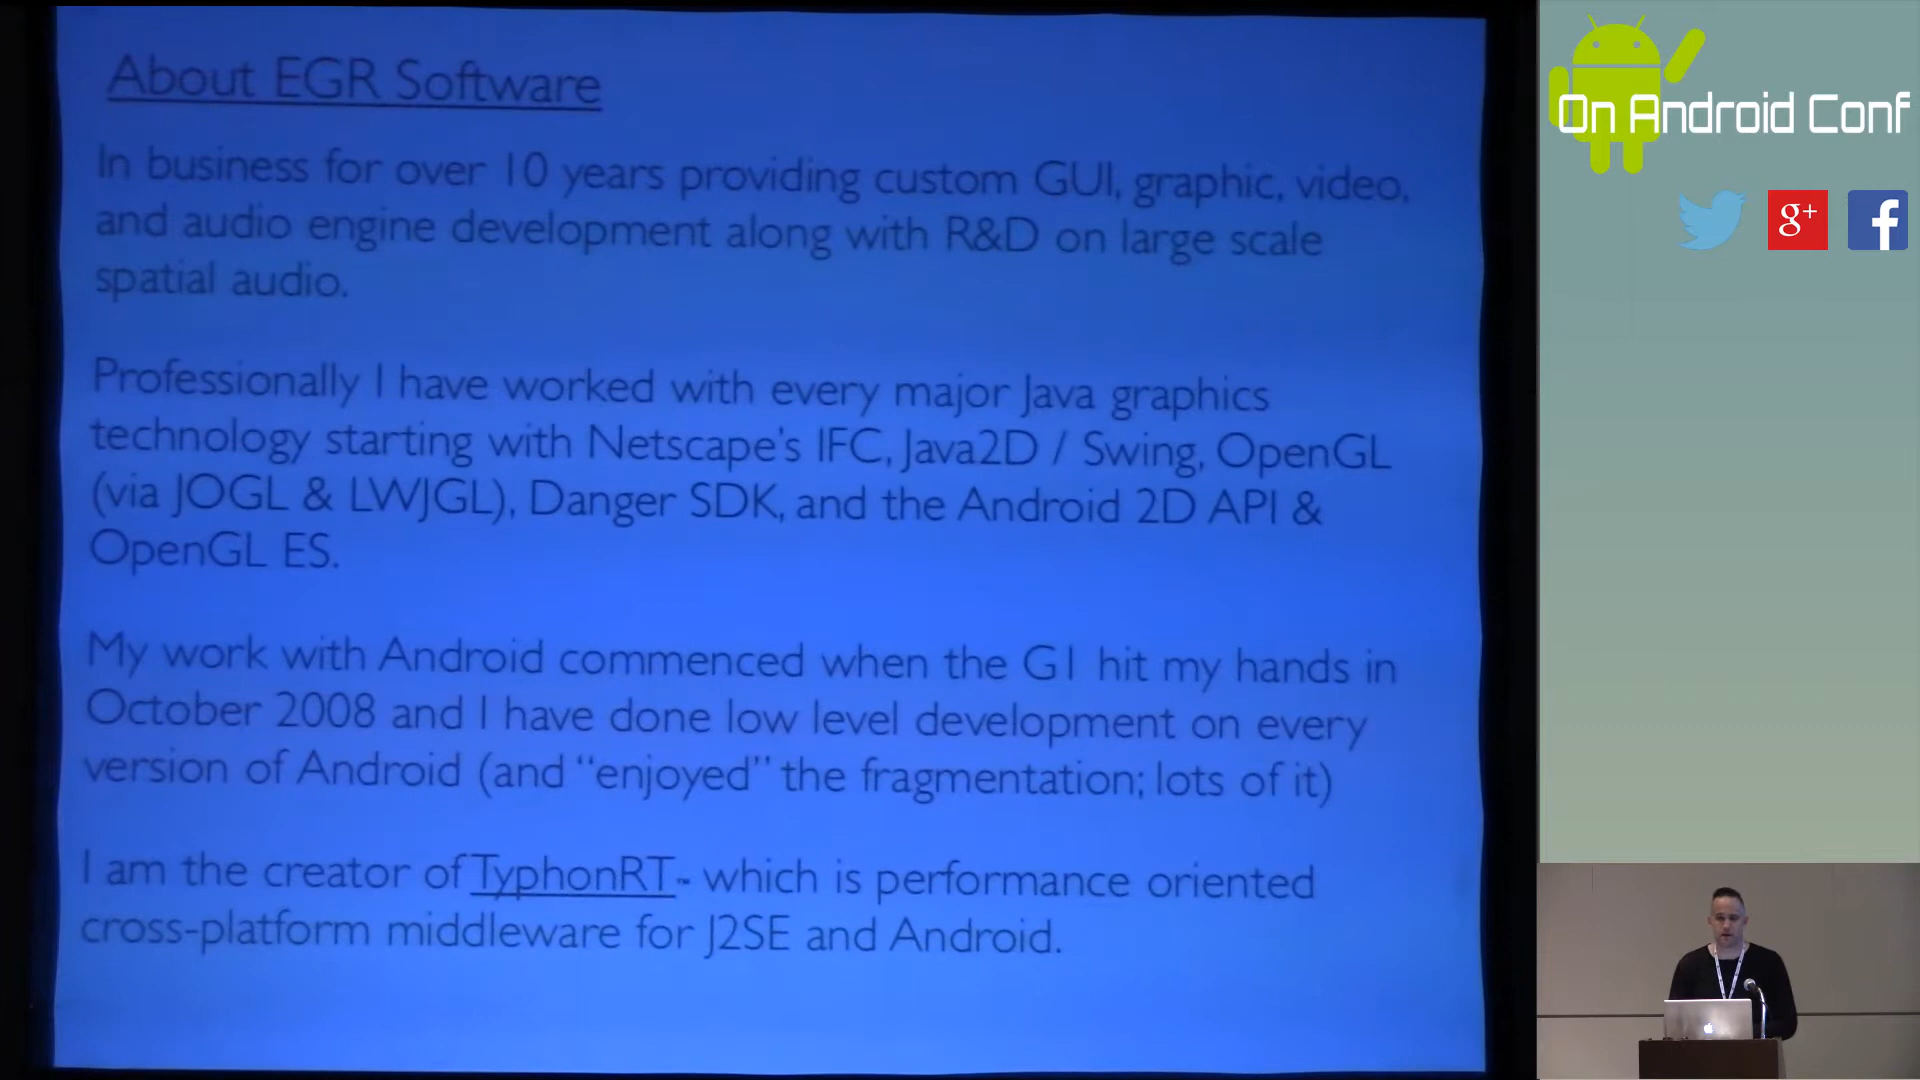 About EGR Software
In business for over 10 years providing custom GUI, graphic, video,
and audio engine development along with R&D on large scale
spatial audio.
Professionally I have worked with every major Java graphics
technology starting with Netscape's IFC, Java2D / Swing, OpenGL
(via JOGL & LWJGL), Danger SDK, and the Android 2D API &
OpenGL ES.
My work with Android commenced when the G1 hit my hands in
October 2008 and I have done low level development on every
version of Android (and “enjoyed” the fragmentation; lots of it)
I am the creator of TyphonRT™ which is performance oriented
cross-platform middleware for J2SE and Android.
On Android Conf
g+
f